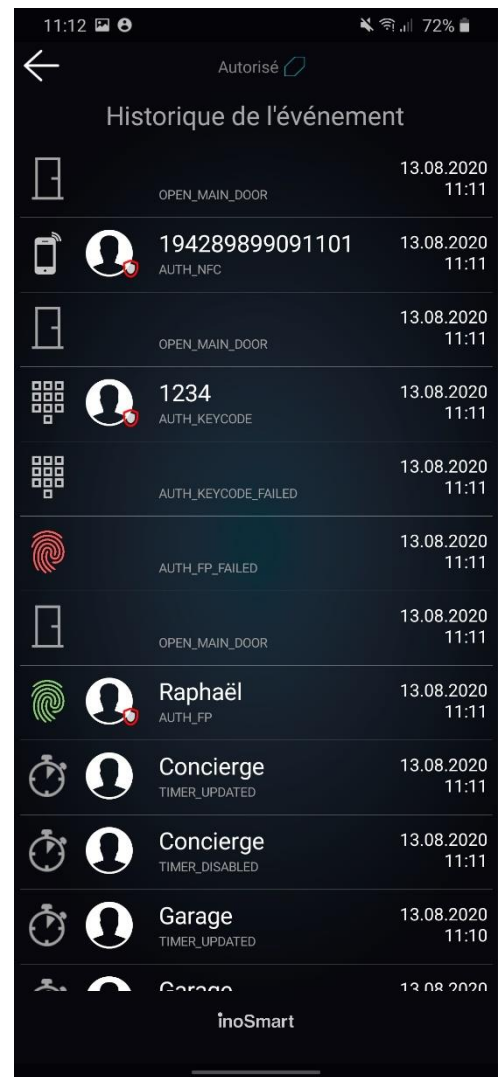 11:12
72%
Autorisé
Historique de l'événement
13.08.2020
OPEN_MAIN_DOOR
11:11
194289899091101
13.08.2020
AUTH_NFC
11:11
13.08.2020
OPEN_MAIN_DOOR
11:11
1234
13.08.2020
AUTH_KEYCODE
11:11
13.08.2020
AUTH_KEYCODE_FAILED
11:11
13.08.2020
AUTH_FP_FAILED
11:11
13.08.2020
OPEN_MAIN_DOOR
11:11
Raphaël
13.08.2020
AUTH_FP
11:11
Concierge
13.08.2020
TIMER_UPDATED
11:11
Concierge
13.08.2020
TIMER_DISABLED
11:11
Garage
13.08.2020
TIMER_UPDATED
11:10
Garage
13.08.2020
inoSmart